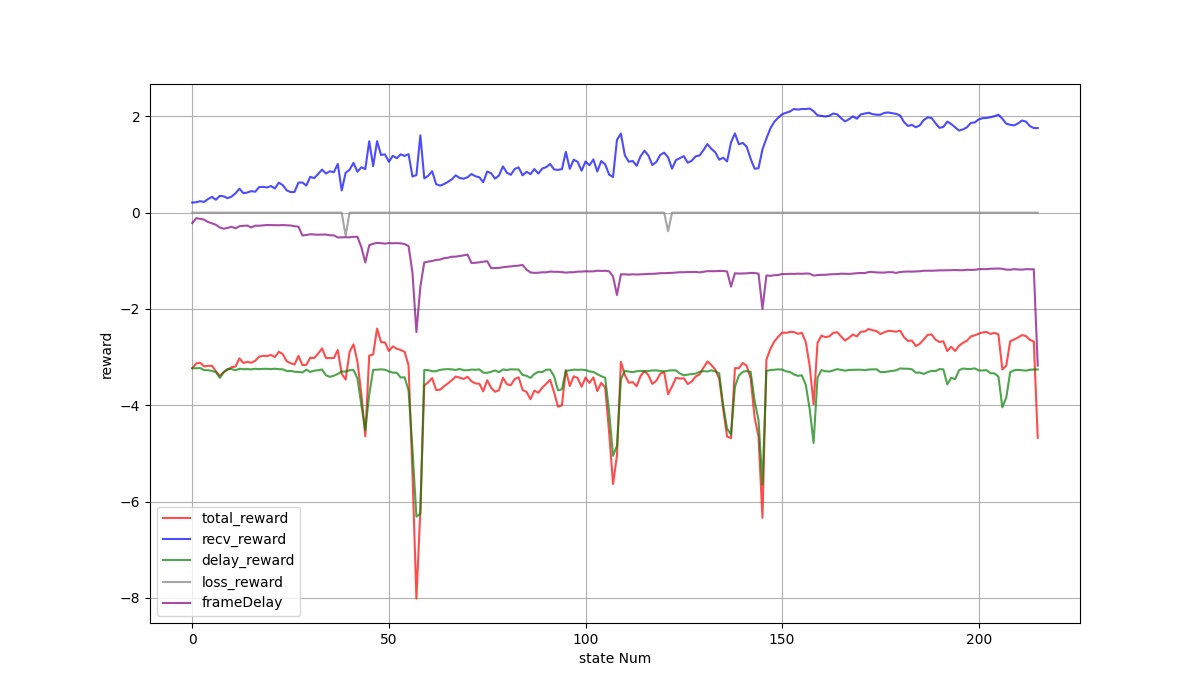 2
0
−2
−4
−6
−8
reward
total_reward
recv_reward
delay_reward
loss_reward
frameDelay
0
50
100
150
200
state Num